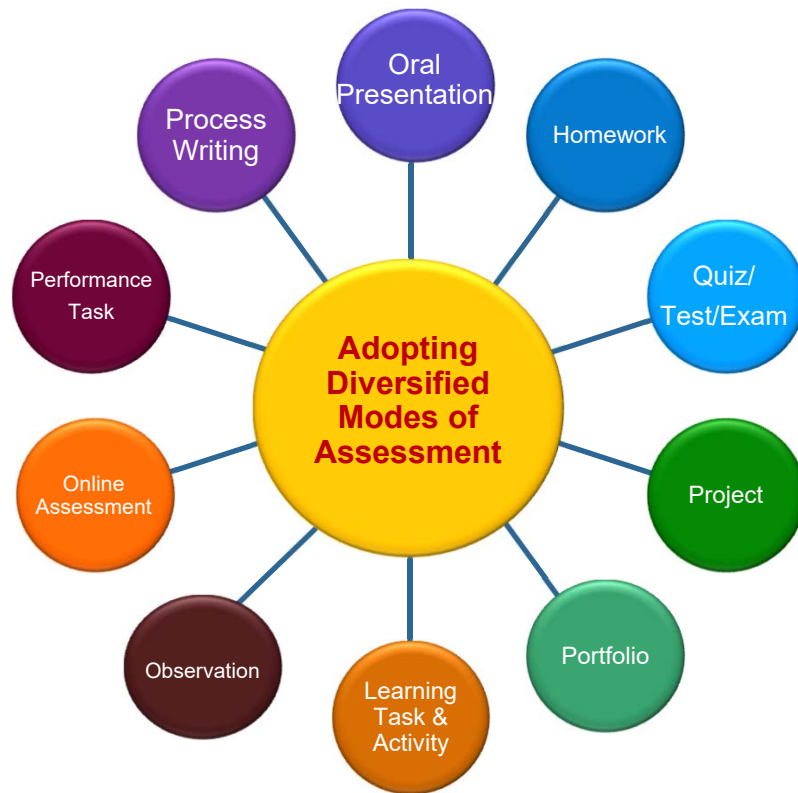 Oral
Presentation
Process
Writing
Homework
Performance
Task
Quiz/
Test/Exam
Adopting
Diversified
Modes of
Assessment
Online
Assessment
Project
Observation
Portfolio
Learning
Task &
Activity